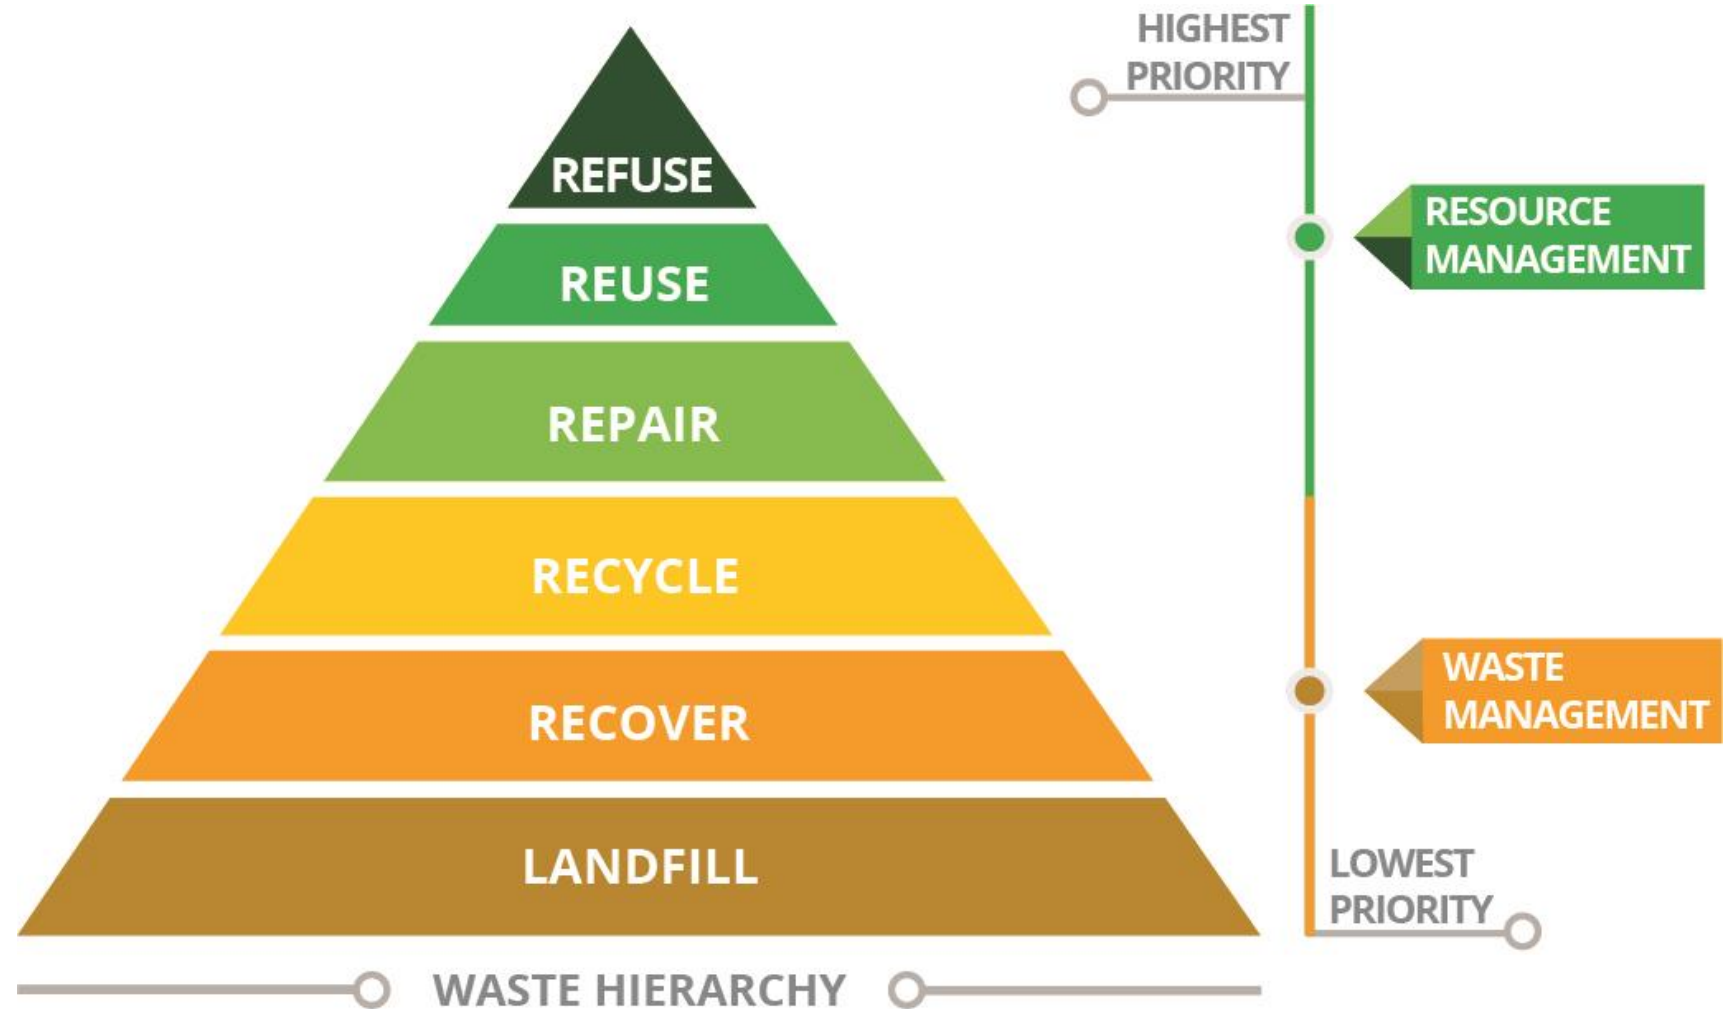 REFUSE
REUSE
REPAIR
RECYCLE
RECOVER
LANDFILL
WASTE HIERARCHY
HIGHEST
PRIORITY
RESOURCE
MANAGEMENT
WASTE
MANAGEMENT
LOWEST
PRIORITY